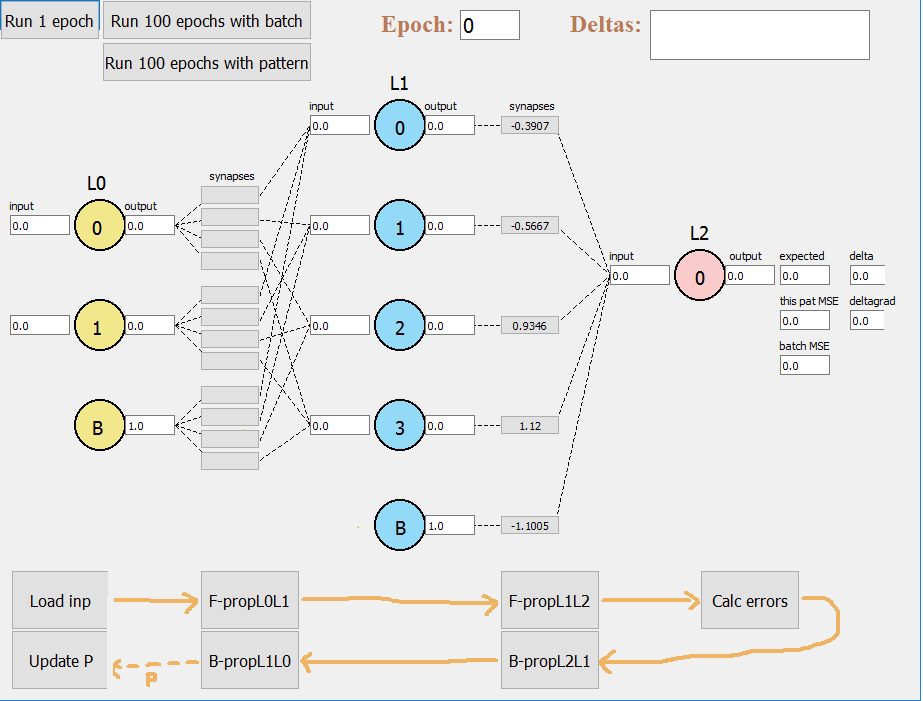 Run 1 epoch
Run 100 epochs with batch
Epoch: 0
Deltas:
Run 100 epochs with pattern
L1
input
output
synapses
0.0
0
0.0
-0.3907
synapses
L0
input
output
0.0
0
0.0
0.0
1
0.0
-0.5667
L2
input
output
expected
delta
0.0
0
0.0
0.0
0.0
this pat MSE
deltagrad
0.0
0.0
0.0
1
0.0
0.0
2
0.0
0.9346
batch MSE
0.0
B
1.0
0.0
3
0.0
1.12
B
1.0
-1.1005
Load inp
F-propL0L1
F-propL1L2
Calc errors
Update P
B-propL1L0
B-propL2L1
P